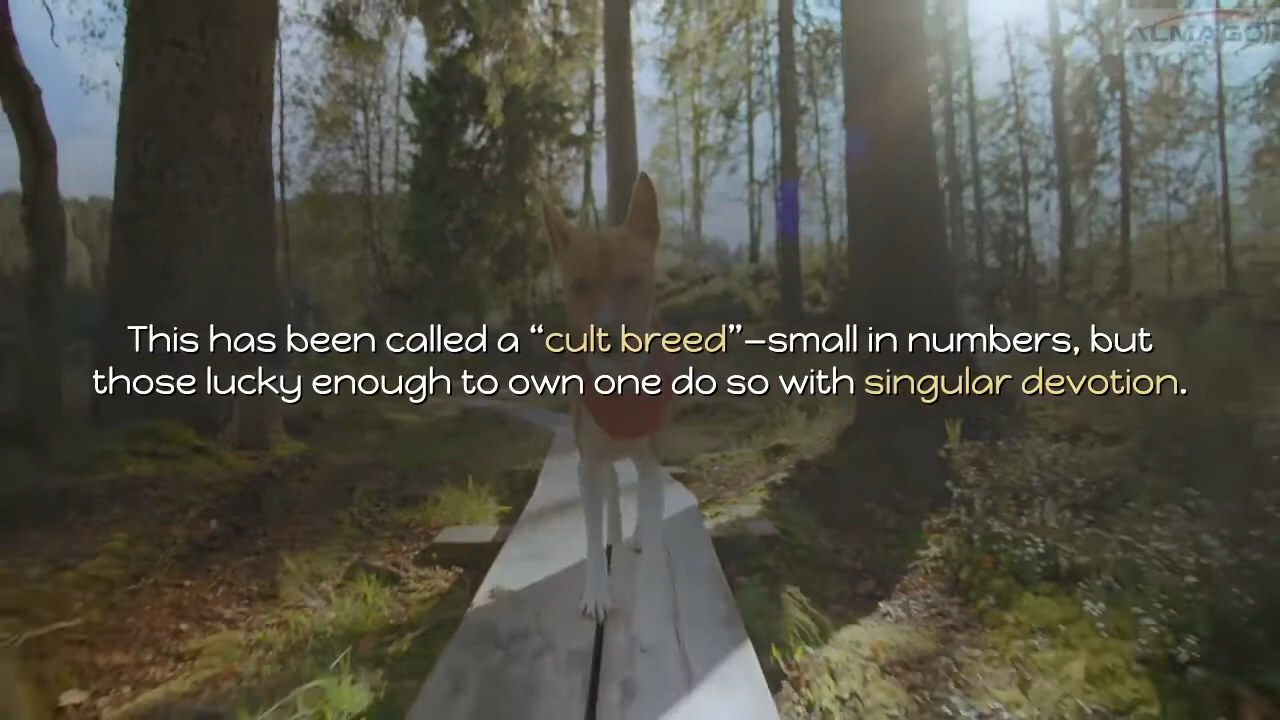 ALMAGO
This has been called a “cult breed”—small in numbers, but
those lucky enough to own one do so with singular devotion.